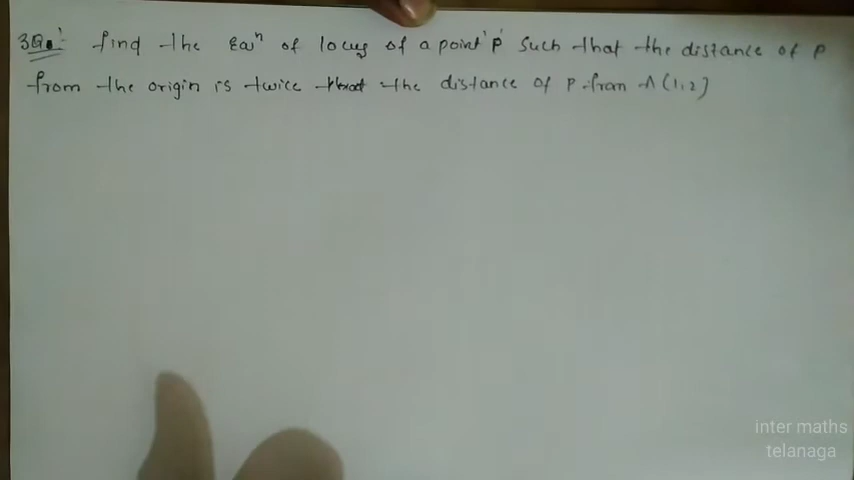 3Q. find the Eqⁿ of locus of a point 'P' such that the distance of P
from the origin is twice the distance of P from A(1,2)
inter maths
telanaga